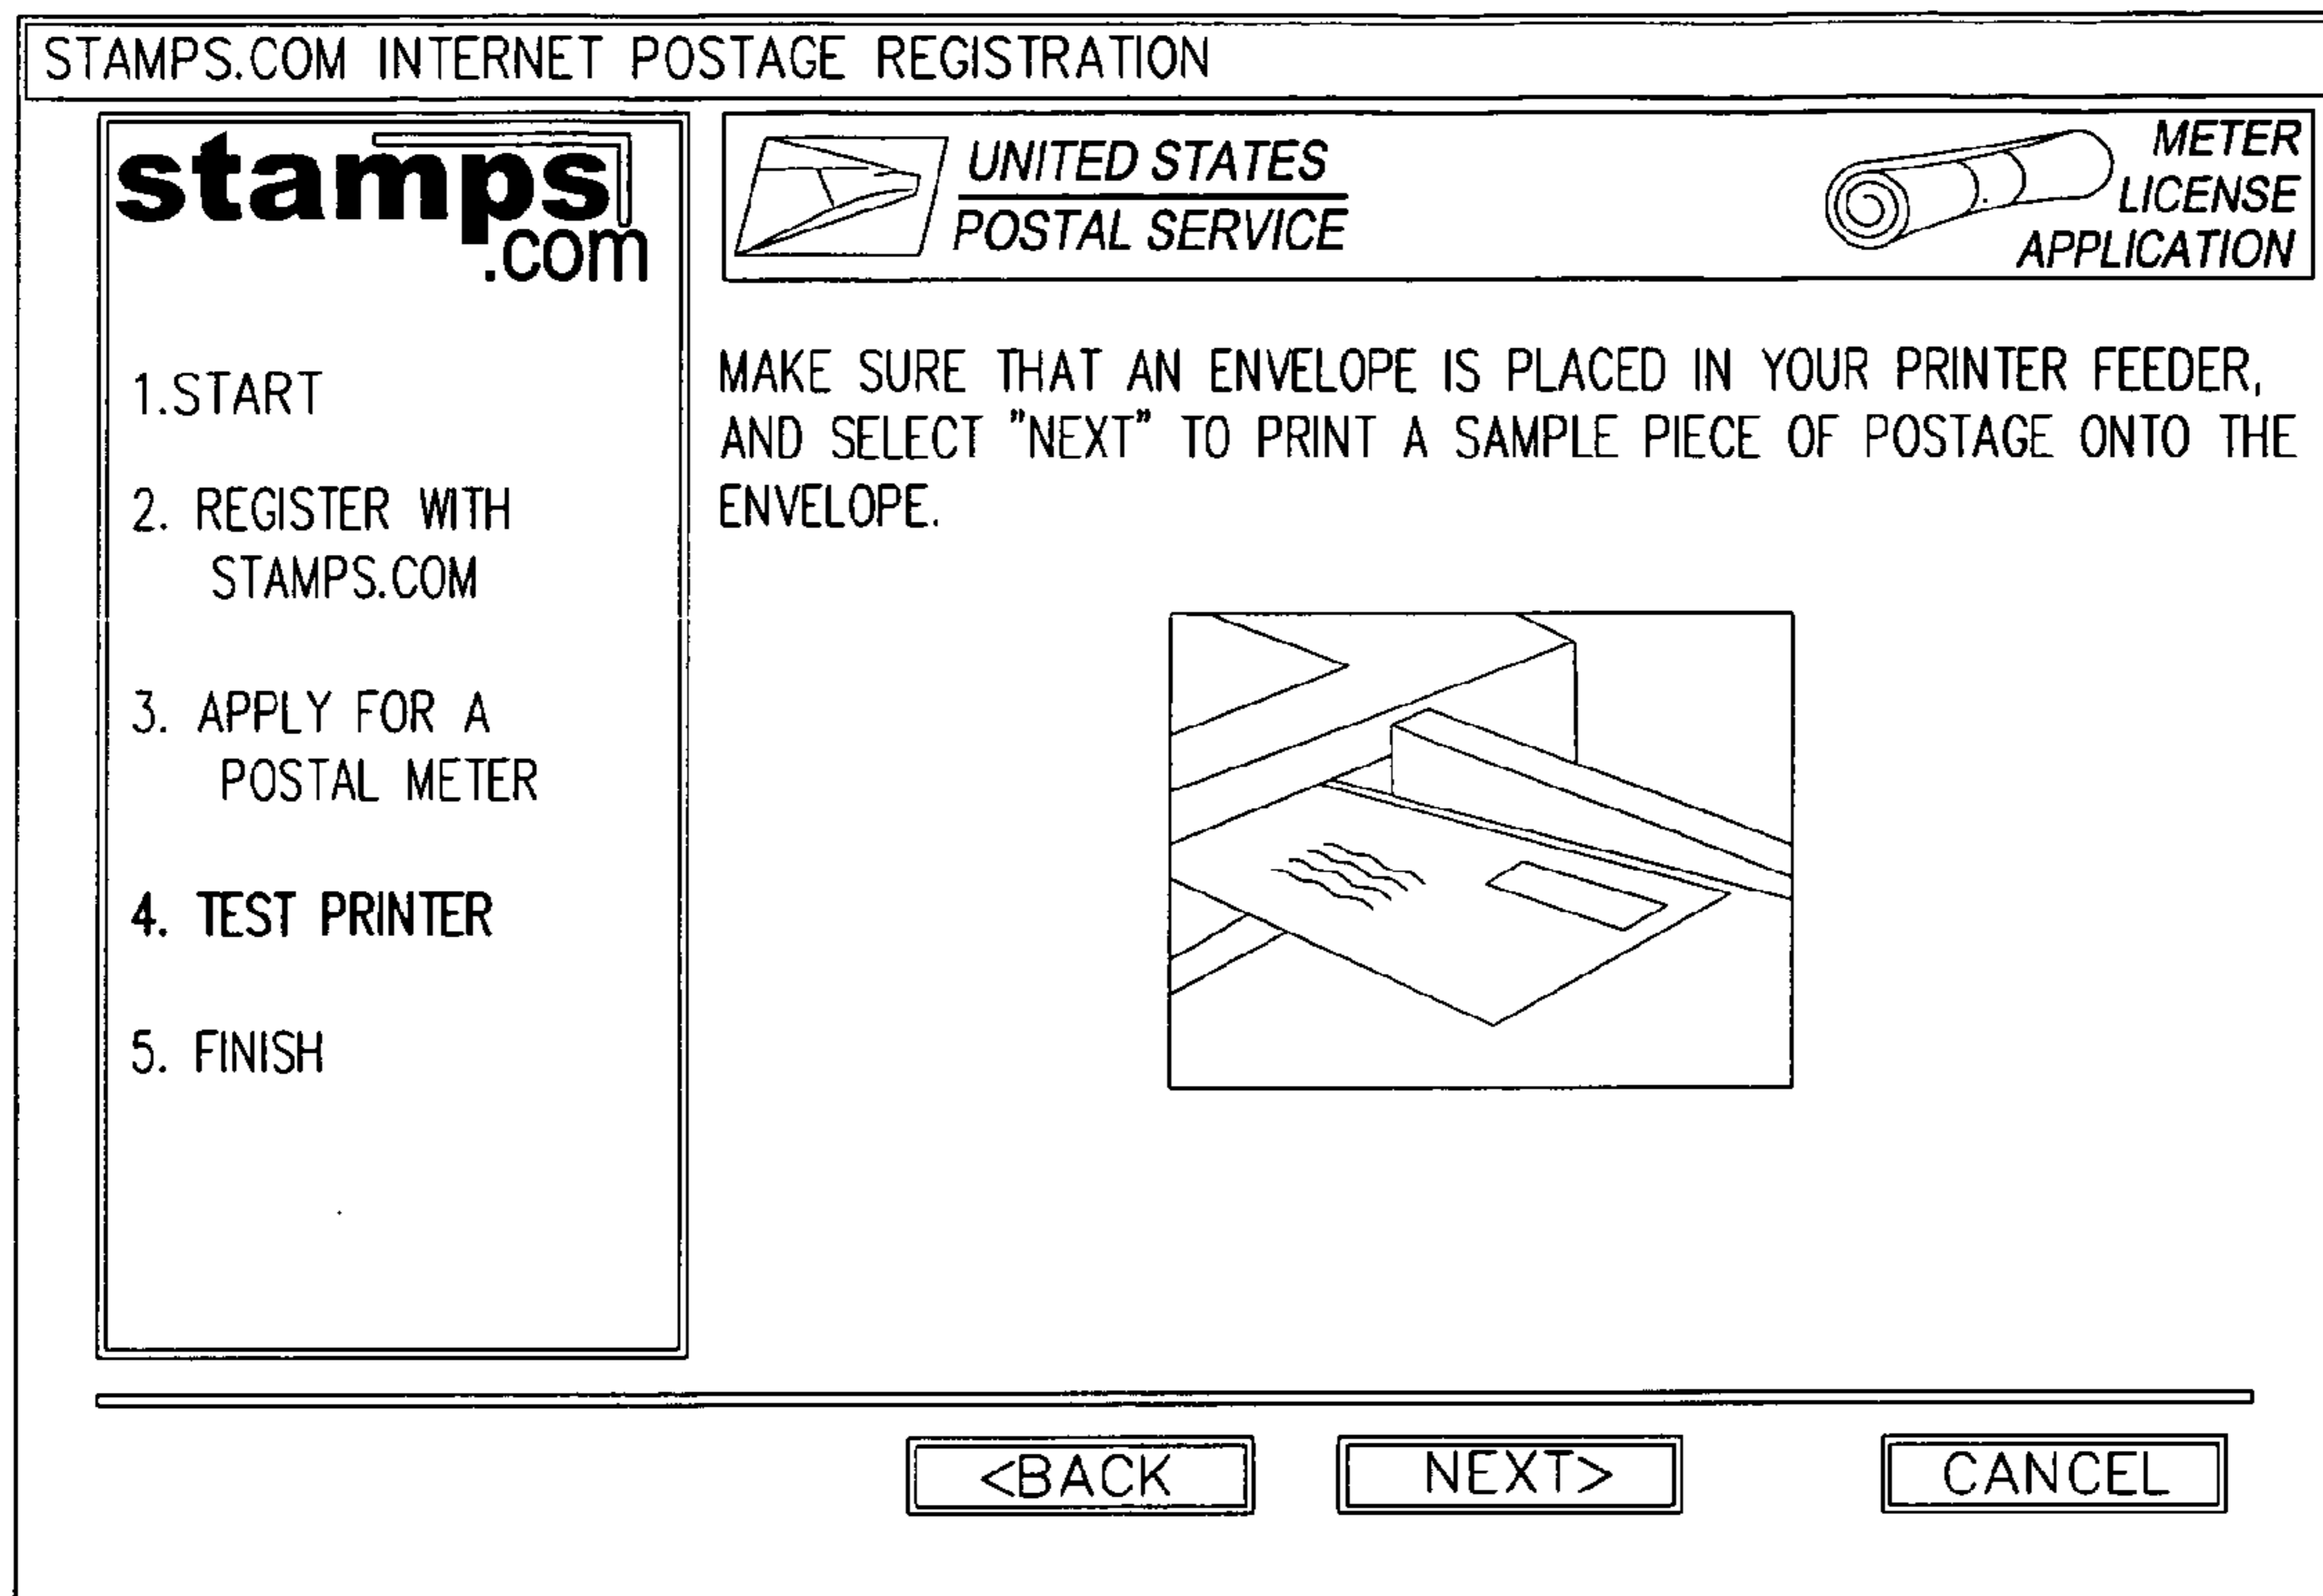 STAMPS.COM INTERNET POSTAGE REGISTRATION
stamps
.com
1.START
2. REGISTER WITH
STAMPS.COM
3. APPLY FOR A
POSTAL METER
4. TEST PRINTER
5. FINISH
UNITED STATES
POSTAL SERVICE
METER
LICENSE
APPLICATION
MAKE SURE THAT AN ENVELOPE IS PLACED IN YOUR PRINTER FEEDER,
AND SELECT "NEXT" TO PRINT A SAMPLE PIECE OF POSTAGE ONTO THE
ENVELOPE.
<BACK
NEXT>
CANCEL